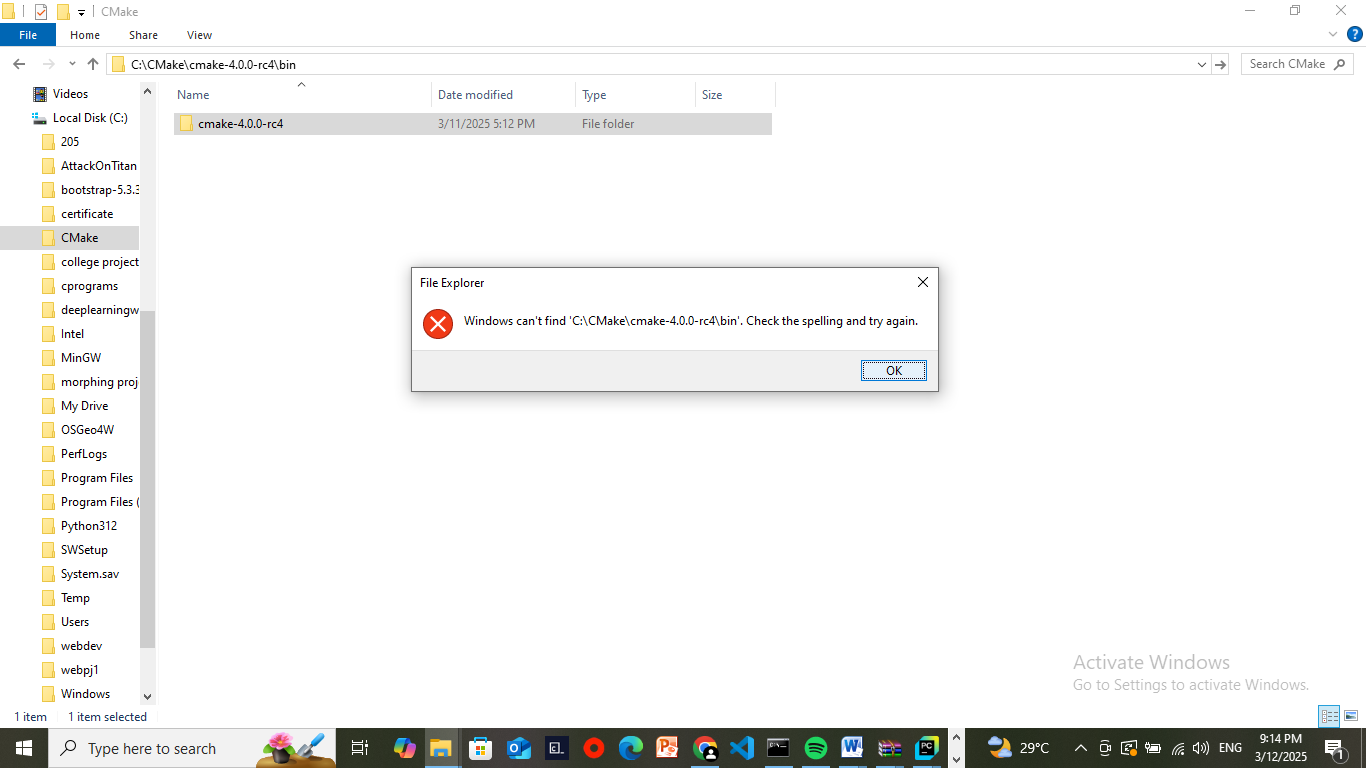 CMake
File Home Share View
C:\CMake\cmake-4.0.0-rc4\bin
Search CMake
Name Date modified Type Size
cmake-4.0.0-rc4 3/11/2025 5:12 PM File folder
Videos
Local Disk (C:)
205
AttackOnTitan
bootstrap-5.3.3
certificate
CMake
college project
cprograms
deeplearningw
Intel
MinGW
morphing proj
My Drive
OSGeo4W
PerfLogs
Program Files
Program Files (
Python312
SWSetup
System.sav
Temp
Users
webdev
webpj1
Windows
File Explorer
Windows can't find 'C:\CMake\cmake-4.0.0-rc4\bin'. Check the spelling and try again.
OK
Activate Windows
Go to Settings to activate Windows.
1 item 1 item selected
Type here to search
29°C
ENG
9:14 PM
3/12/2025
1